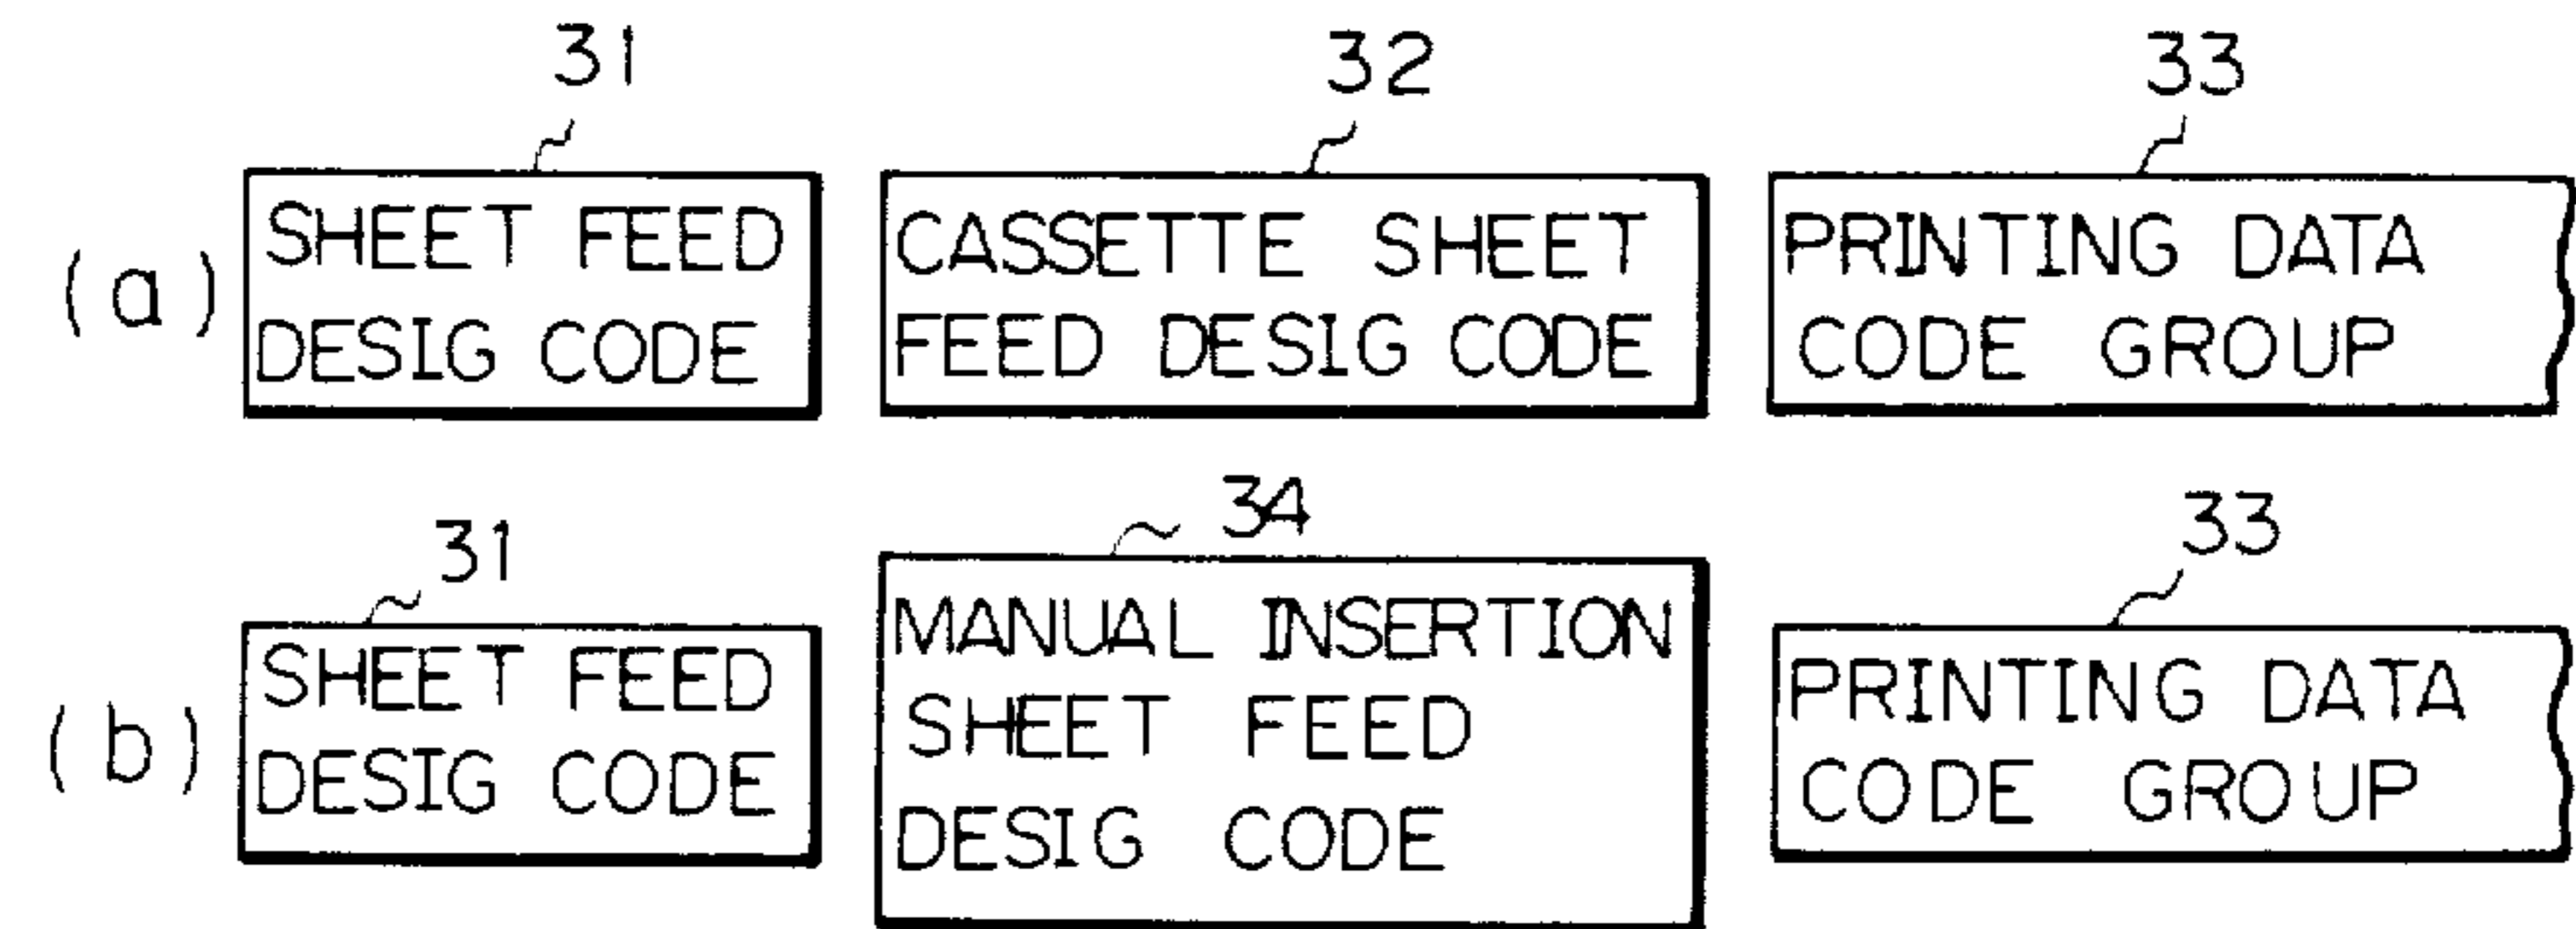 31 32 33
(a) SHEET FEED DESIG CODE
CASSETTE SHEET FEED DESIG CODE
PRINTING DATA CODE GROUP
31 34 33
(b) SHEET FEED DESIG CODE
MANUAL INSERTION SHEET FEED DESIG CODE
PRINTING DATA CODE GROUP